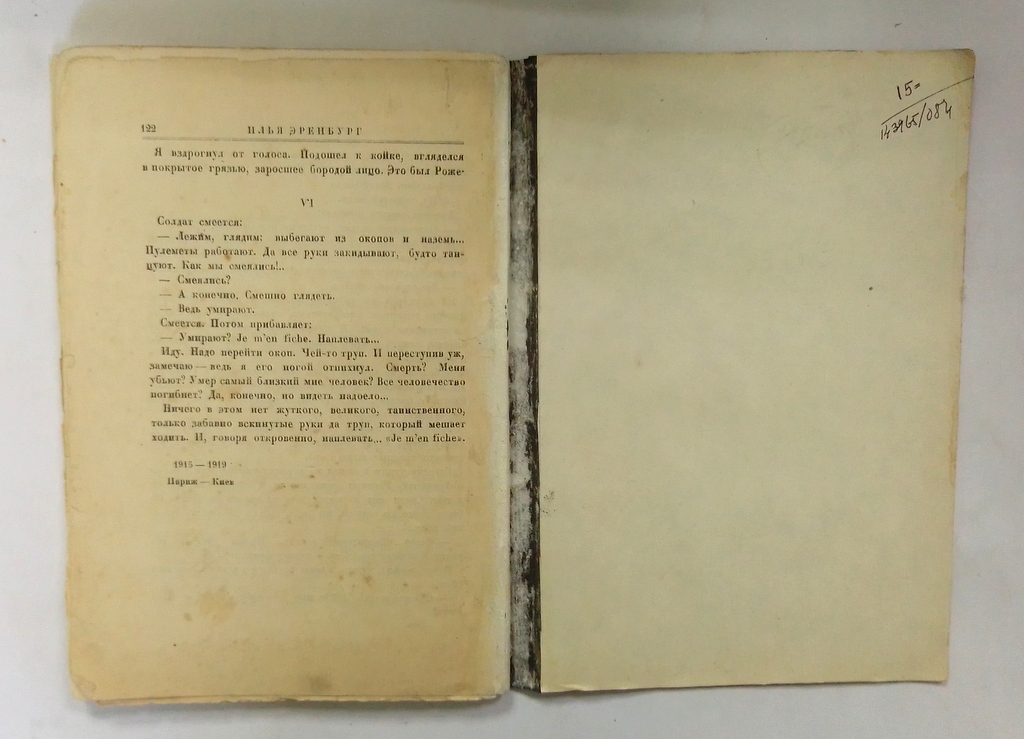 122 ИЛЬЯ ЭРЕНБУРГ
Я вздрогнул от голоса. Подошел к койке, вгляделся
в покрытое грязью, заросшее бородой лицо. Это был Роже-
VI
Солдат смеется:
— Лежим, глядим: выбегают из окопов и наземь...
Пулеметы работают. Да все руки закидывают, будто тан-
цуют. Как мы смеялись!..
— Смеялись?
— А конечно. Смешно глядеть.
— Ведь умирают.
Смеется. Потом прибавляет:
— Умирают? Je m'en fiche. Наплевать...
Иду. Надо перейти окоп. Чей-то труп. И переступив уж,
замечаю — ведь я его ногой отпихнул. Смерть? Меня
убьют? Умер самый близкий мне человек? Все человечество
погибнет? Да, конечно, но видеть надоело...
Ничего в этом нет жуткого, великого, таинственного,
только забавно вскинутые руки да труп, который мешает
ходить. И, говоря откровенно, наплевать... «Je m'en fiche».
1915 — 1919
Париж — Киев
15=
143965/084